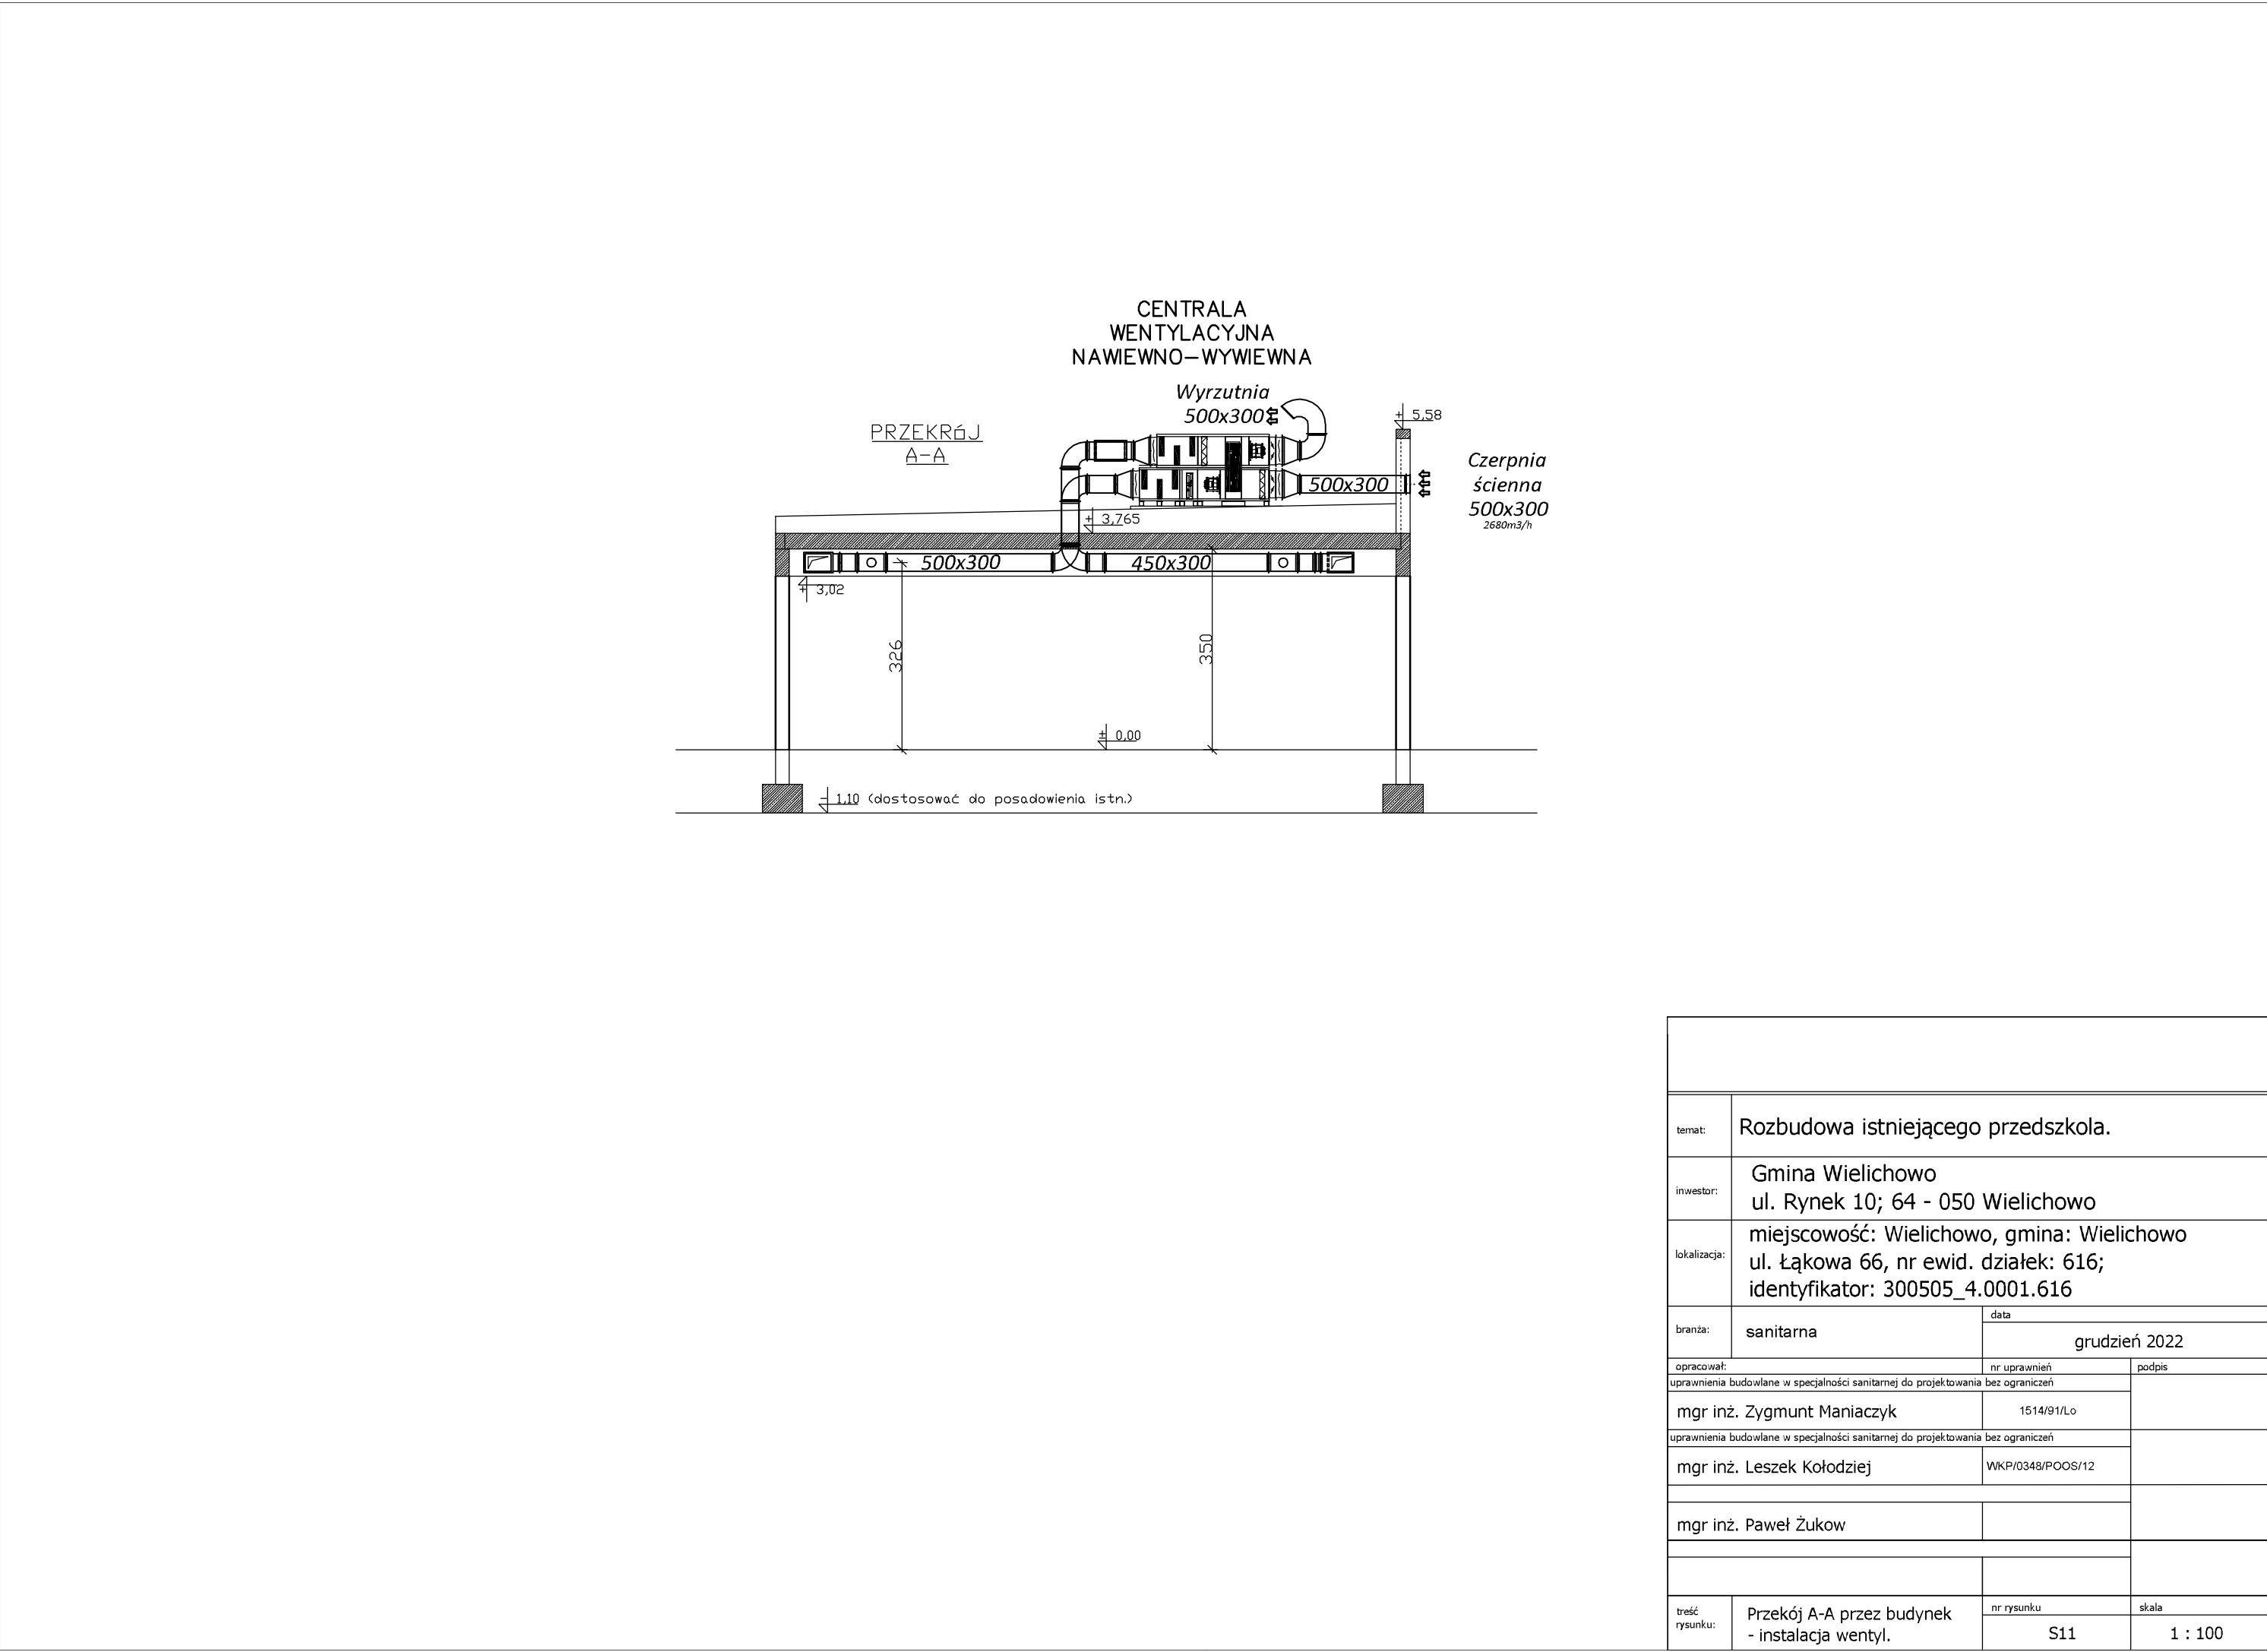 CENTRALA
WENTYLACYJNA
NAWIEWNO-WYWIEWNA
Wyrzutnia
500x300
PRZEKRóJ
A-A
+ 5,58
Czerpnia
ścienna
500x300
2680m3/h
500x300
+ 3,765
500x300
450x300
+ 3,02
326
350
± 0,00
- 1,10 (dostosować do posadowienia istn.)
temat:
Rozbudowa istniejącego przedszkola.
inwestor:
Gmina Wielichowo
ul. Rynek 10; 64 - 050 Wielichowo
lokalizacja:
miejscowość: Wielichowo, gmina: Wielichowo
ul. Łąkowa 66, nr ewid. działek: 616;
identyfikator: 300505_4.0001.616
branża:
sanitarna
data
grudzień 2022
opracował:
nr uprawnień
podpis
uprawnienia budowlane w specjalności sanitarnej do projektowania bez ograniczeń
mgr inż. Zygmunt Maniaczyk
1514/91/Lo
uprawnienia budowlane w specjalności sanitarnej do projektowania bez ograniczeń
mgr inż. Leszek Kołodziej
WKP/0348/POOS/12
mgr inż. Paweł Żukow
treść
rysunku:
Przekój A-A przez budynek
- instalacja wentyl.
nr rysunku
S11
skala
1 : 100